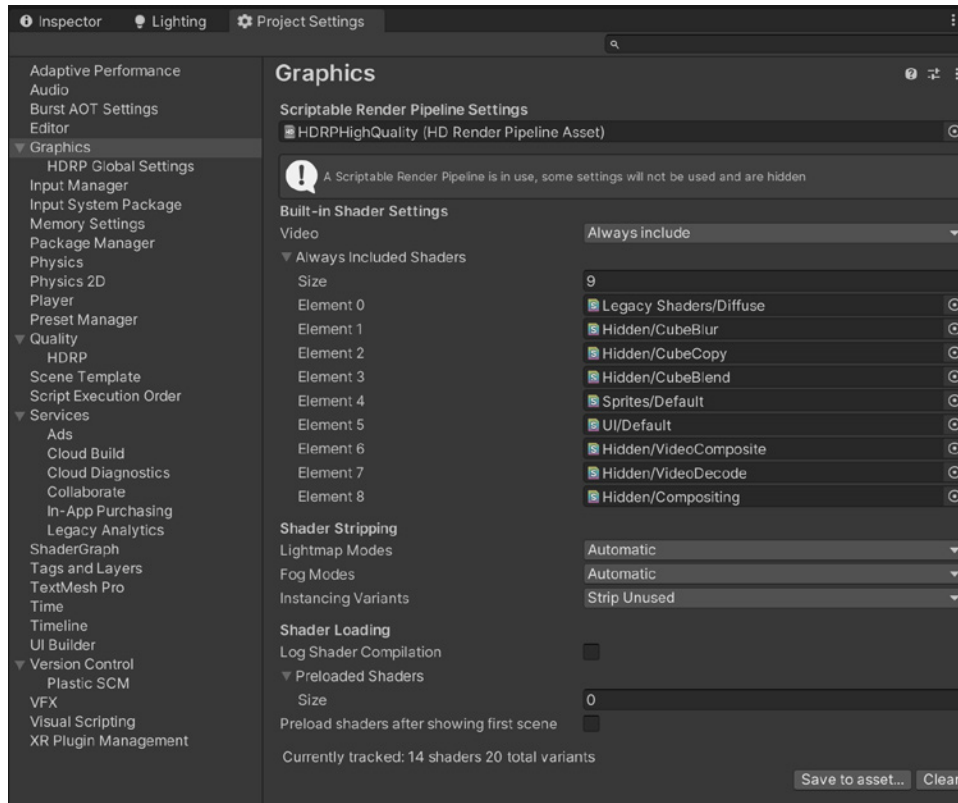 Inspector Lighting Project Settings
Adaptive Performance
Audio
Burst AOT Settings
Editor
Graphics
HDRP Global Settings
Input Manager
Input System Package
Memory Settings
Package Manager
Physics
Physics 2D
Player
Preset Manager
Quality
HDRP
Scene Template
Script Execution Order
Services
Ads
Cloud Build
Cloud Diagnostics
Collaborate
In-App Purchasing
Legacy Analytics
ShaderGraph
Tags and Layers
TextMesh Pro
Time
Timeline
UI Builder
Version Control
Plastic SCM
VFX
Visual Scripting
XR Plugin Management
Graphics
Scriptable Render Pipeline Settings
HDRPHighQuality (HD Render Pipeline Asset)
A Scriptable Render Pipeline is in use, some settings will not be used and are hidden
Built-in Shader Settings
Video Always include
Always Included Shaders
Size 9
Element 0 Legacy Shaders/Diffuse
Element 1 Hidden/CubeBlur
Element 2 Hidden/CubeCopy
Element 3 Hidden/CubeBlend
Element 4 Sprites/Default
Element 5 UI/Default
Element 6 Hidden/VideoComposite
Element 7 Hidden/VideoDecode
Element 8 Hidden/Compositing
Shader Stripping
Lightmap Modes Automatic
Fog Modes Automatic
Instancing Variants Strip Unused
Shader Loading
Log Shader Compilation
Preloaded Shaders
Size 0
Preload shaders after showing first scene
Currently tracked: 14 shaders 20 total variants
Save to asset... Clear